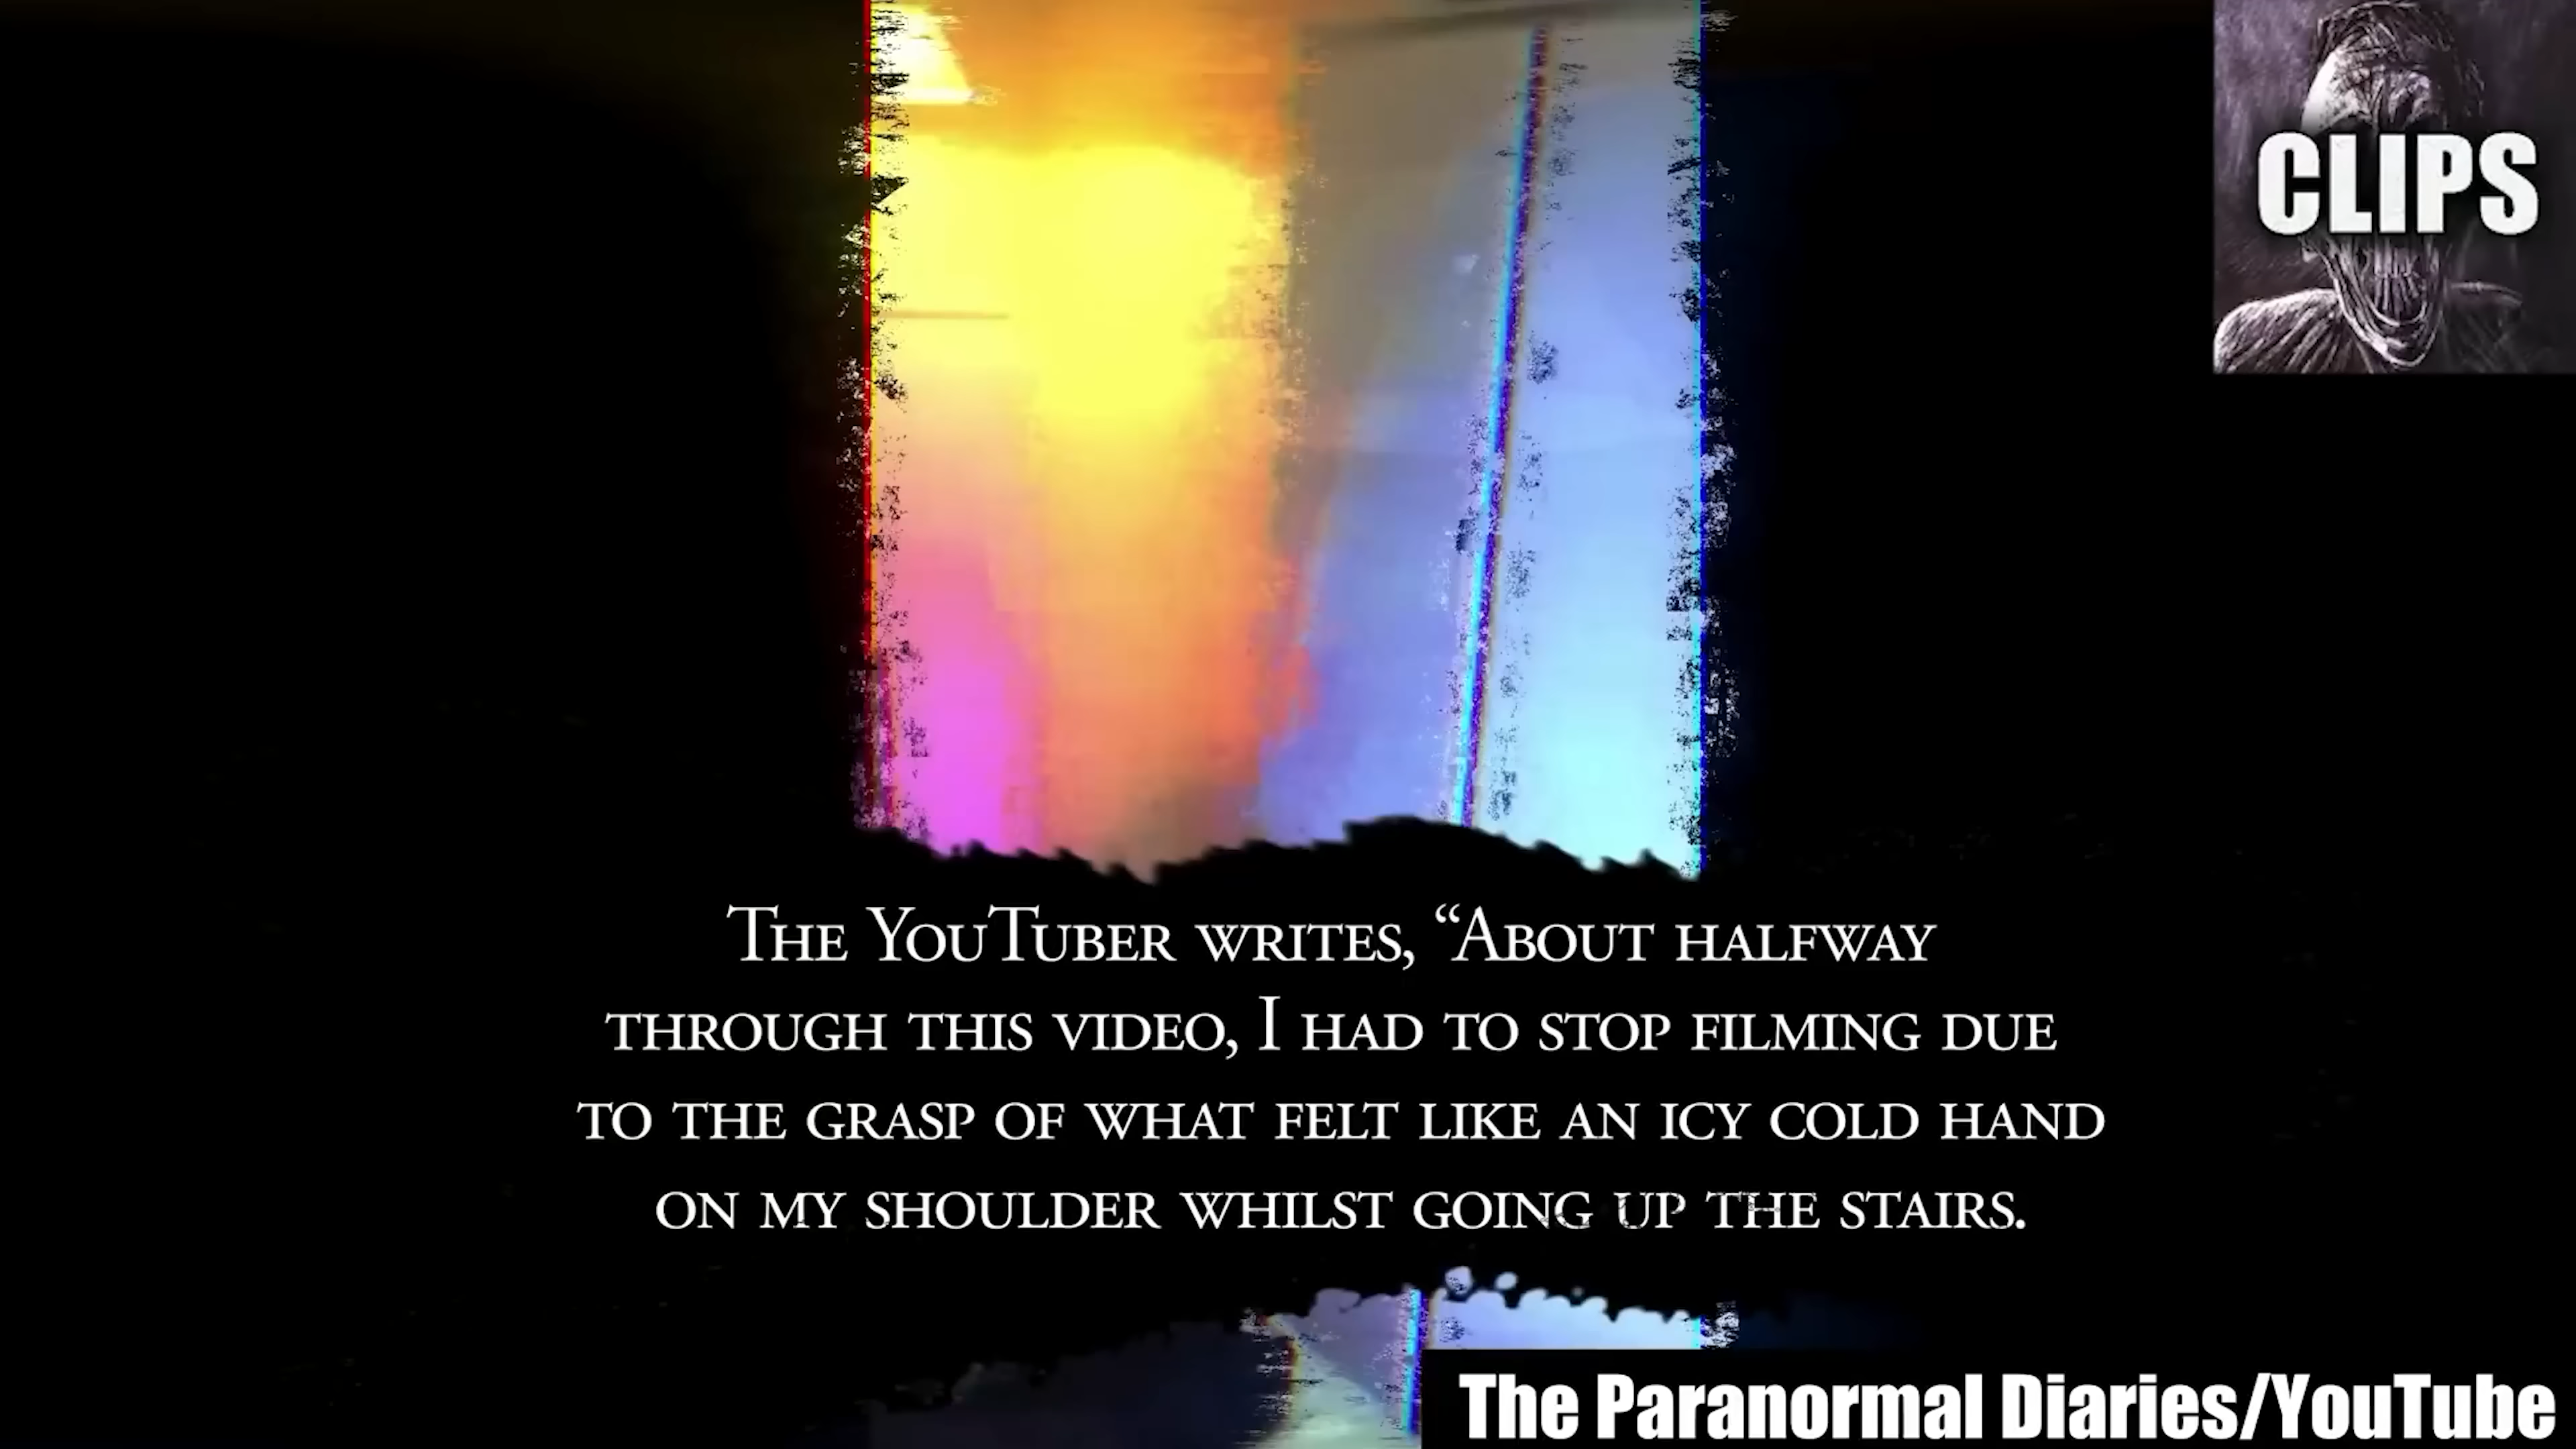 CLIPS
The YouTuber writes, “About halfway
through this video, I had to stop filming due
to the grasp of what felt like an icy cold hand
on my shoulder whilst going up the stairs.
The Paranormal Diaries/YouTube